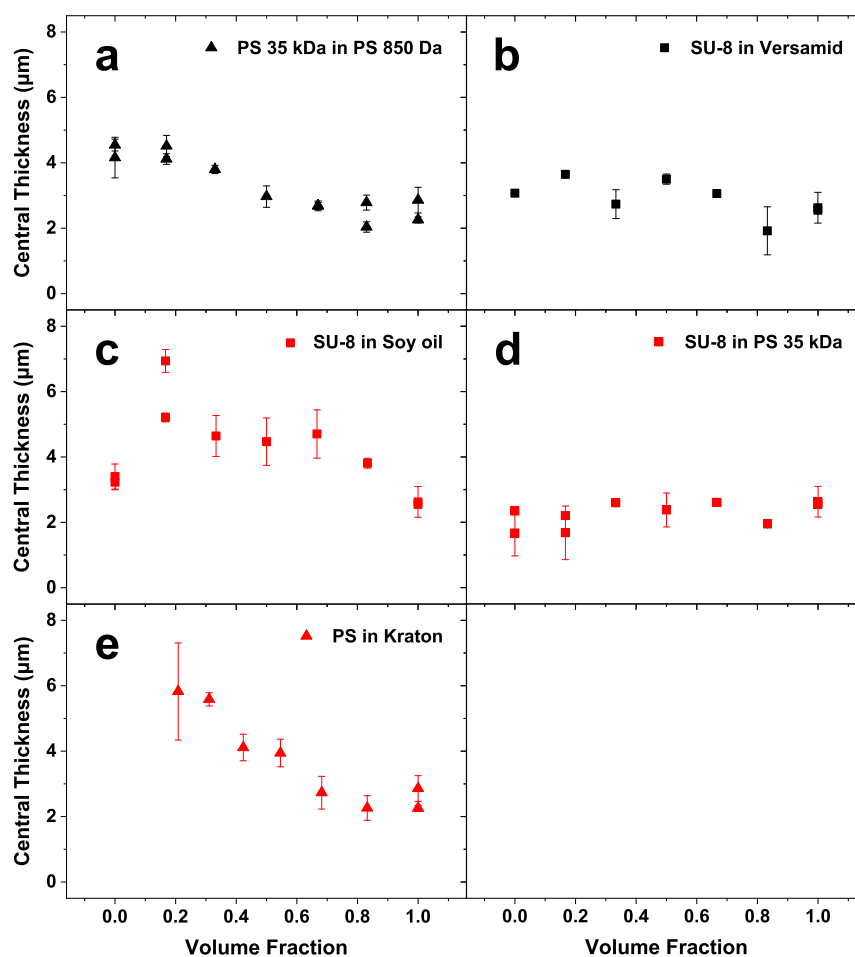 a
PS 35 kDa in PS 850 Da
b
SU-8 in Versamid
Central Thickness (μm)
8
6
4
2
0
c
SU-8 in Soy oil
d
SU-8 in PS 35 kDa
Central Thickness (μm)
8
6
4
2
0
e
PS in Kraton
Central Thickness (μm)
8
6
4
2
0
0.0 0.2 0.4 0.6 0.8 1.0
0.0 0.2 0.4 0.6 0.8 1.0
Volume Fraction
Volume Fraction